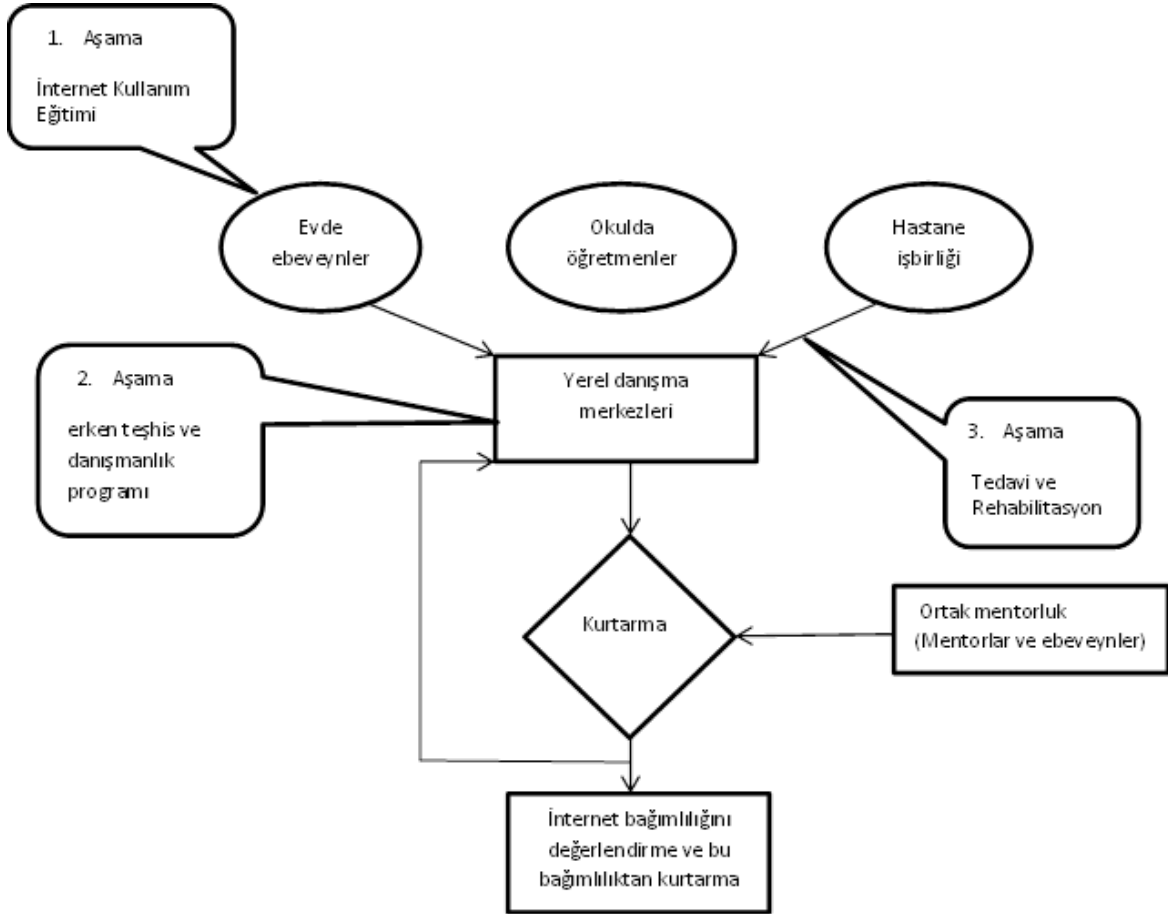 1. Aşama
İnternet Kullanım
Eğitimi
Evde
ebeveynler
Okulda
öğretmenler
Hastane
işbirliği
2. Aşama
erken teşhis ve
danışmanlık
programı
Yerel danışma
merkezleri
3. Aşama
Tedavi ve
Rehabilitasyon
Kurtarma
Ortak mentorluk
(Mentorlar ve ebeveynler)
İnternet bağımlılığını
değerlendirme ve bu
bağımlılıktan kurtarma